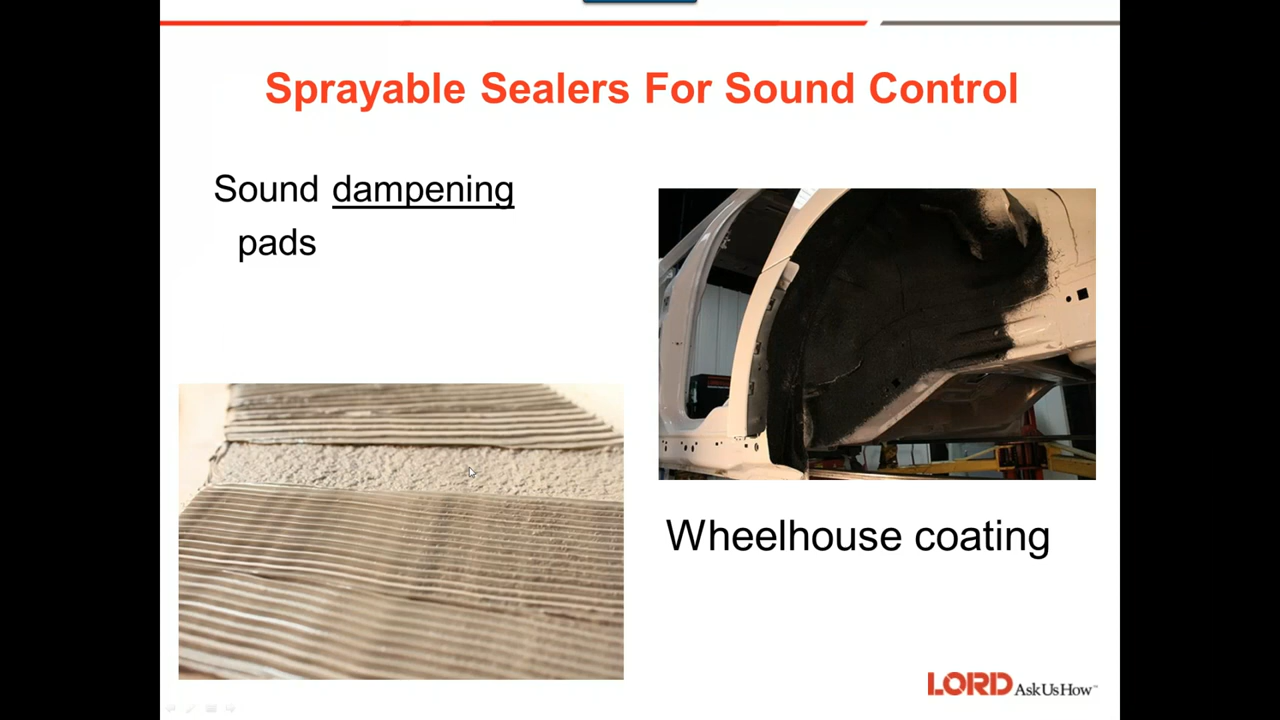 Sprayable Sealers For Sound Control
Sound dampening
pads
Wheelhouse coating
LORD AskUsHow™